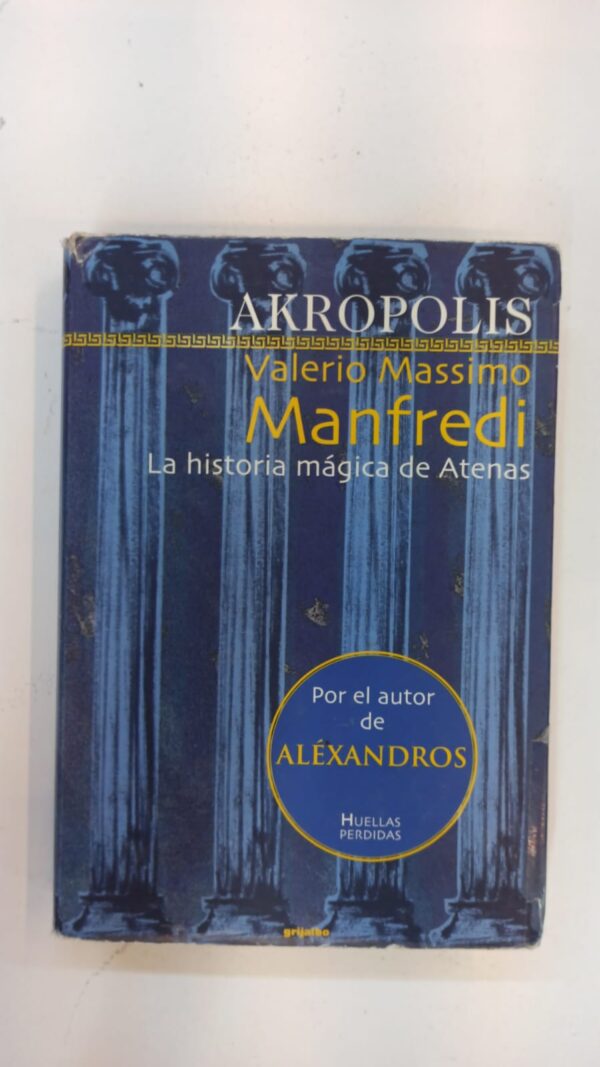 AKROPOLIS
Valerio Massimo
Manfredi
La historia mágica de Atenas
Por el autor
de
ALÉXANDROS
HUELLAS
PERDIDAS
grijalbo